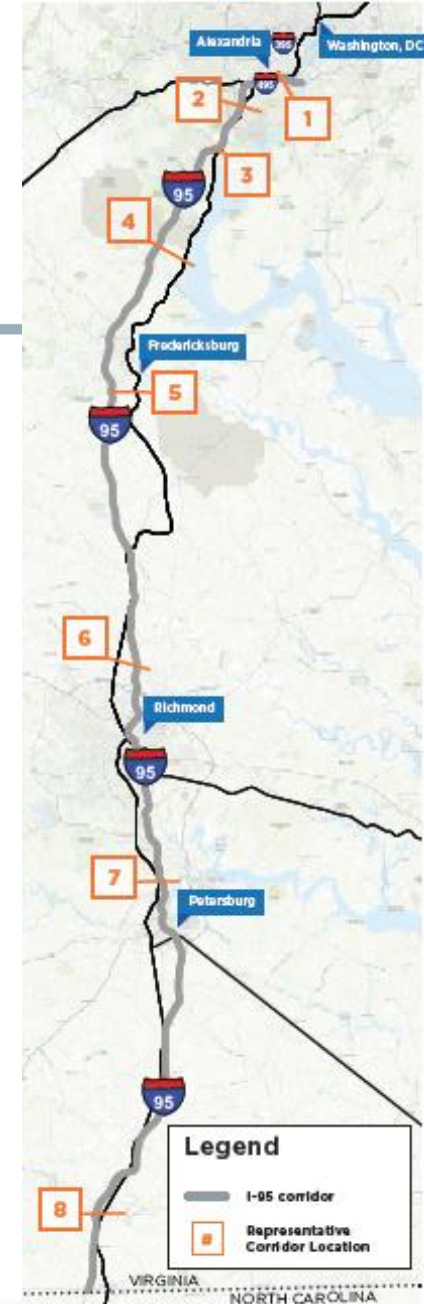 Alexandria
395
Washington, DC
495
2
1
3
95
4
Fredericksburg
5
95
6
Richmond
95
7
Petersburg
95
Legend
I-95 corridor
#
Representative
Corridor Location
8
VIRGINIA
NORTH CAROLINA